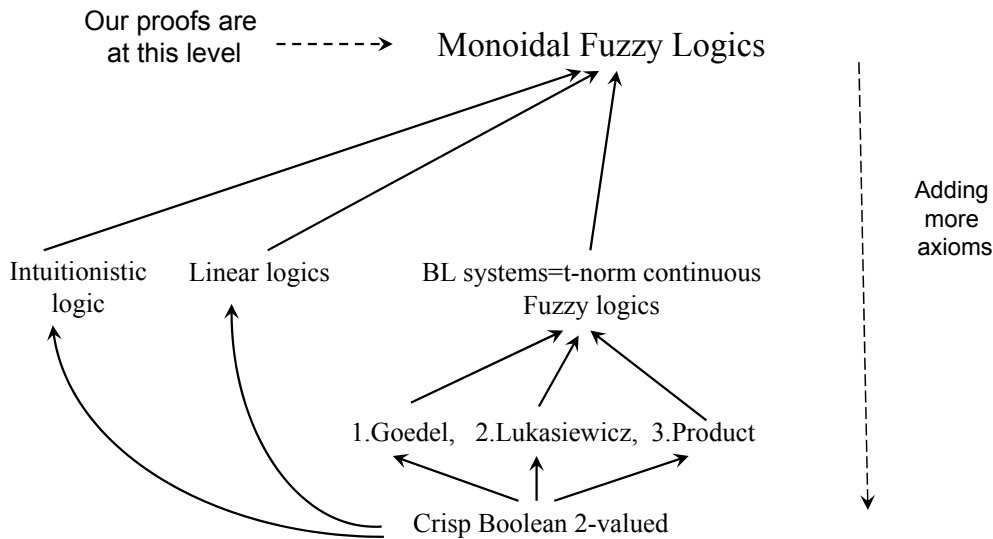 Our proofs are
at this level
Monoidal Fuzzy Logics
Adding
more
axioms
Intuitionistic
logic
Linear logics
BL systems=t-norm continuous
Fuzzy logics
1.Goedel, 2.Lukasiewicz, 3.Product
Crisp Boolean 2-valued